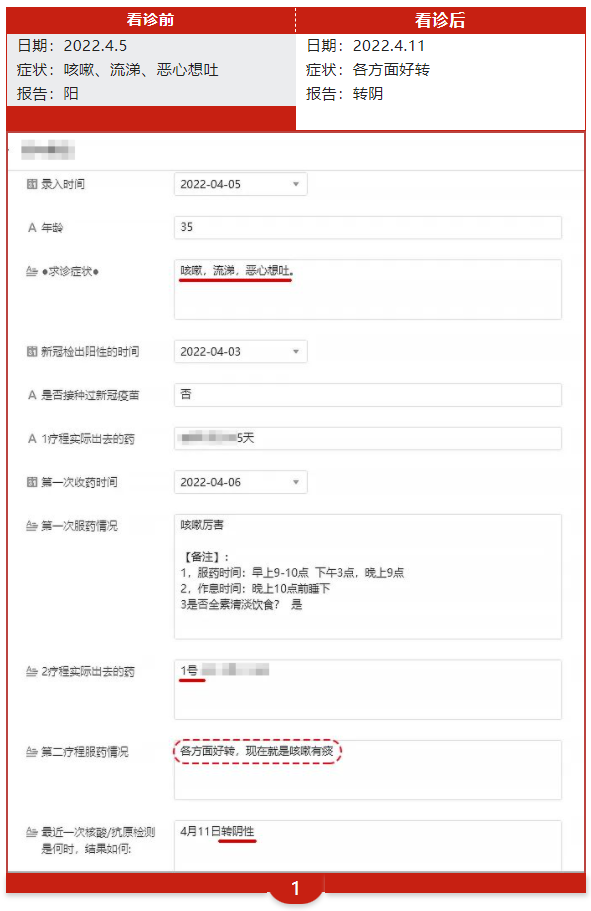 看诊前
看诊后
日期：2022.4.5
症状：咳嗽、流涕、恶心想吐
报告：阳
日期：2022.4.11
症状：各方面好转
报告：转阴
录入时间
2022-04-05
年龄
35
●求诊症状●
咳嗽，流涕，恶心想吐。
新冠检出阳性的时间
2022-04-03
是否接种过新冠疫苗
否
1疗程实际出去的药
5天
第一次收药时间
2022-04-06
第一次服药情况
咳嗽厉害
【备注】：
1，服药时间：早上9-10点 下午3点，晚上9点
2，作息时间：晚上10点前睡下
3是否全素清淡饮食？ 是
2疗程实际出去的药
1号
第二疗程服药情况
各方面好转，现在就是咳嗽有痰
最近一次核酸/抗原检测
是何时，结果如何:
4月11日转阴性
1